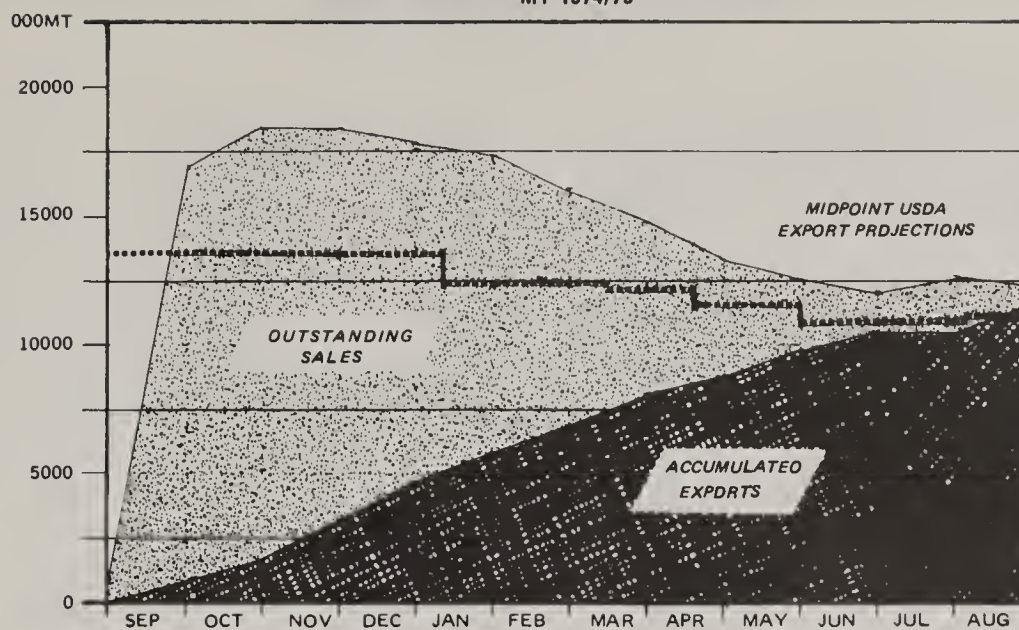 000MT
20000
15000
10000
5000
0
MIDPOINT USDA
EXPORT PRDJECTIONS
OUTSTANDING
SALES
ACCUMULATEO
EXPDRTS
SEP OCT NOV DEC JAN FEB MAR APR MAY JUN JUL AUG